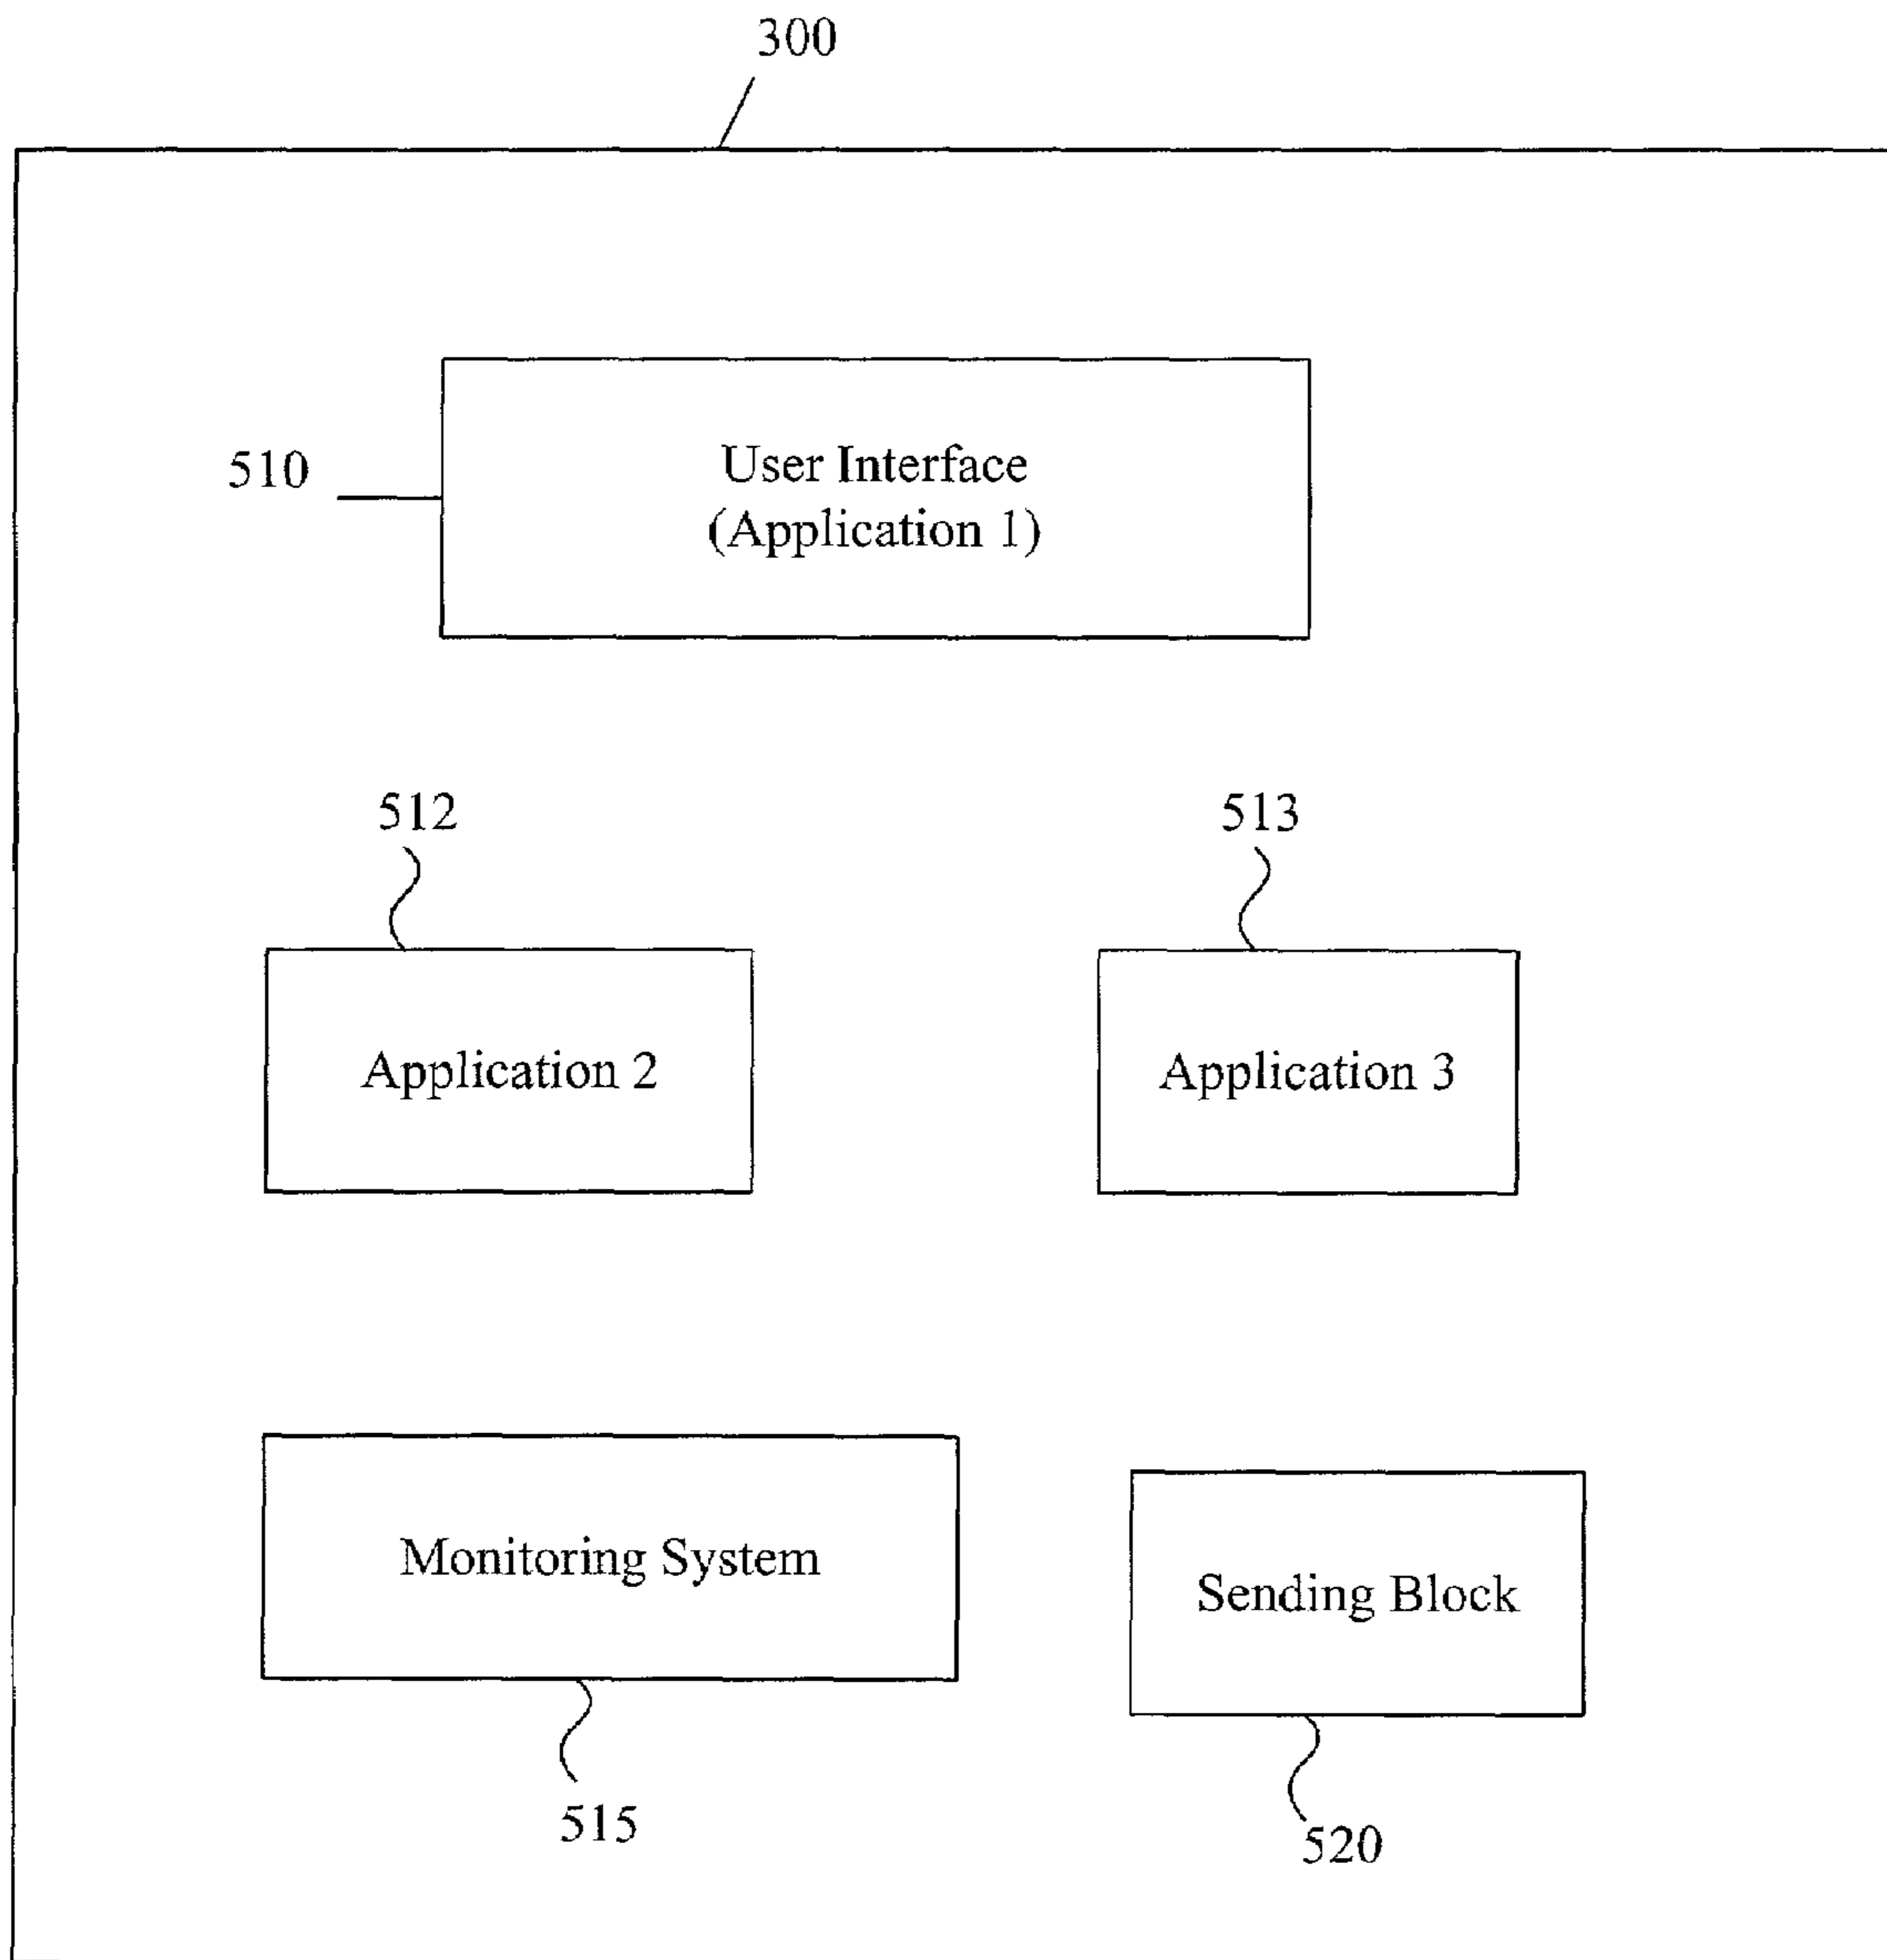 300
510
User Interface
(Application 1)
512
513
Application 2
Application 3
Monitoring System
Sending Block
515
520